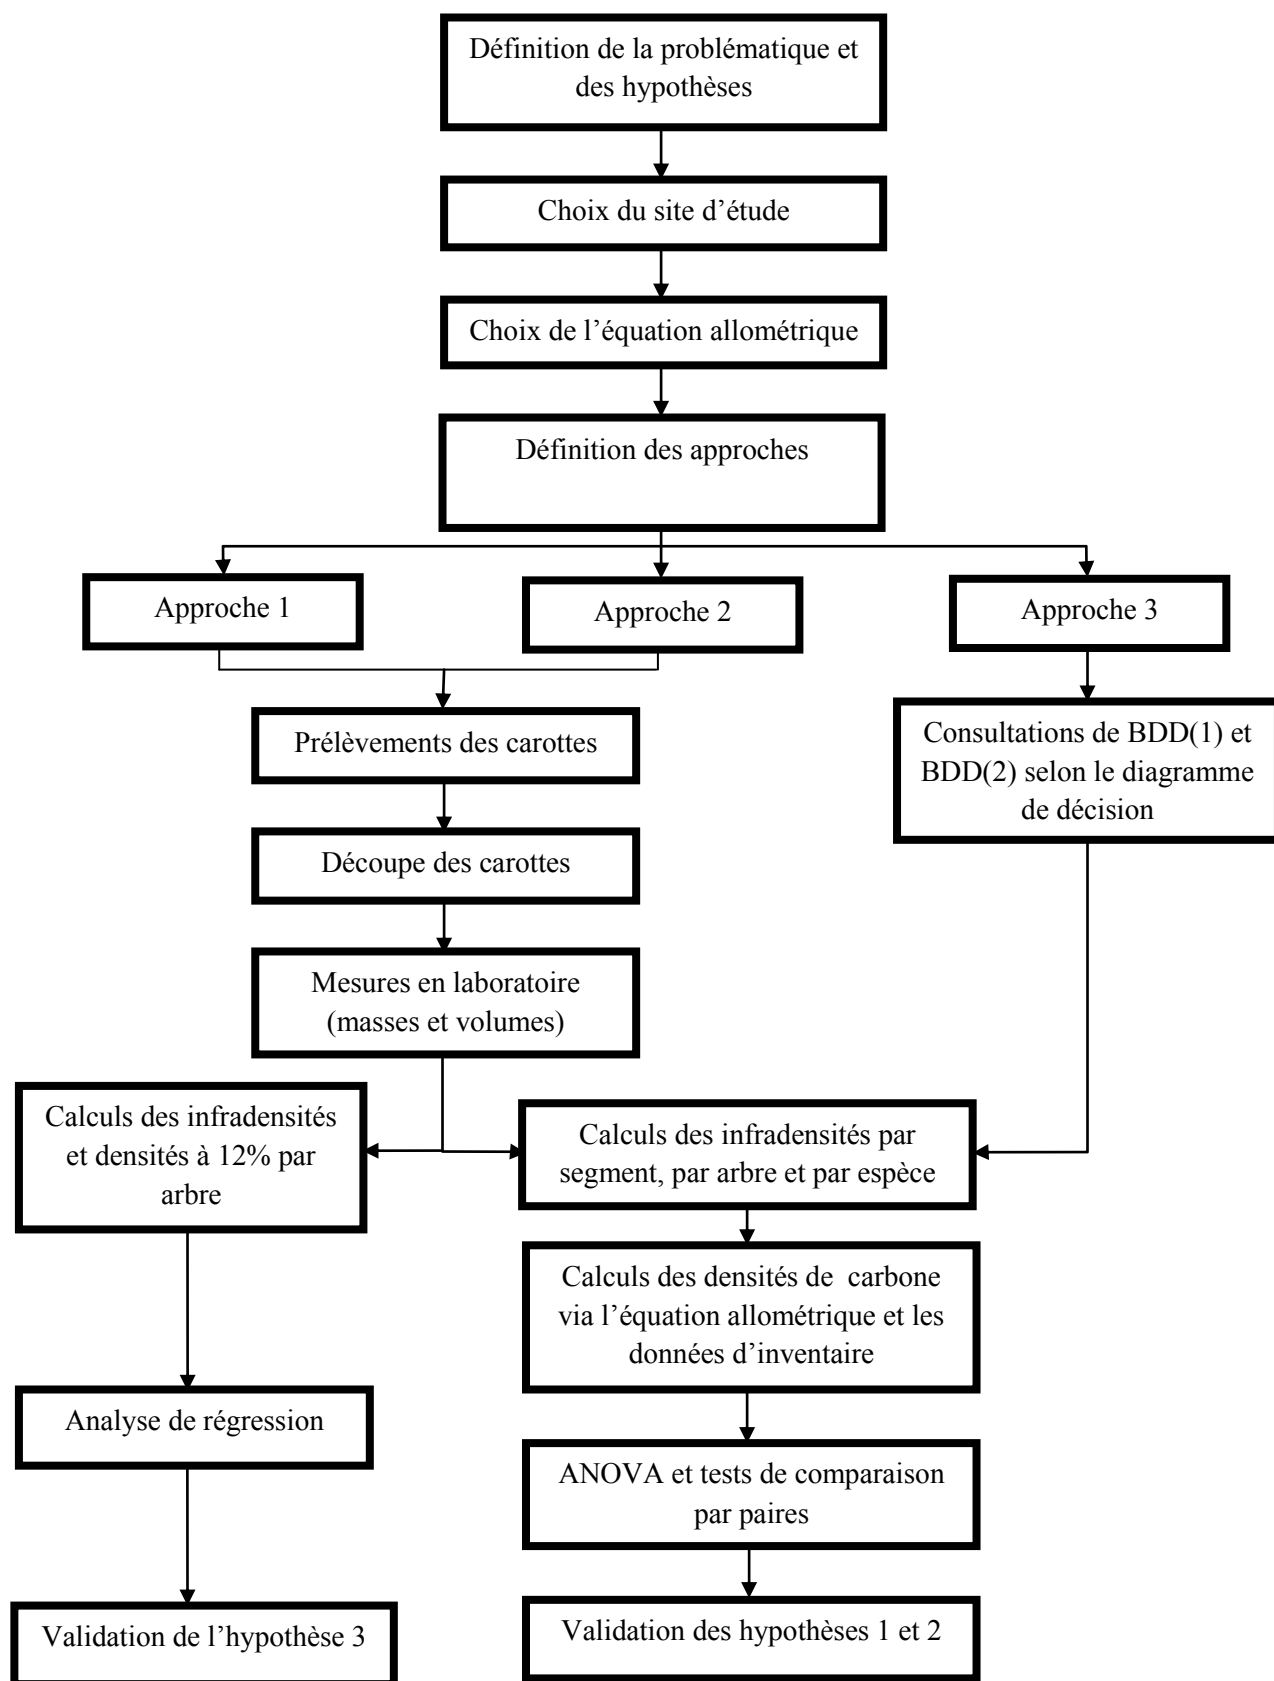 Définition de la problématique et
des hypothèses
Choix du site d’étude
Choix de l’équation allométrique
Définition des approches
Approche 1
Approche 2
Approche 3
Prélèvements des carottes
Consultations de BDD(1) et
BDD(2) selon le diagramme
de décision
Découpe des carottes
Mesures en laboratoire
(masses et volumes)
Calculs des infradensités
et densités à 12% par
arbre
Calculs des infradensités par
segment, par arbre et par espèce
Calculs des densités de carbone
via l’équation allométrique et les
données d’inventaire
Analyse de régression
ANOVA et tests de comparaison
par paires
Validation de l’hypothèse 3
Validation des hypothèses 1 et 2